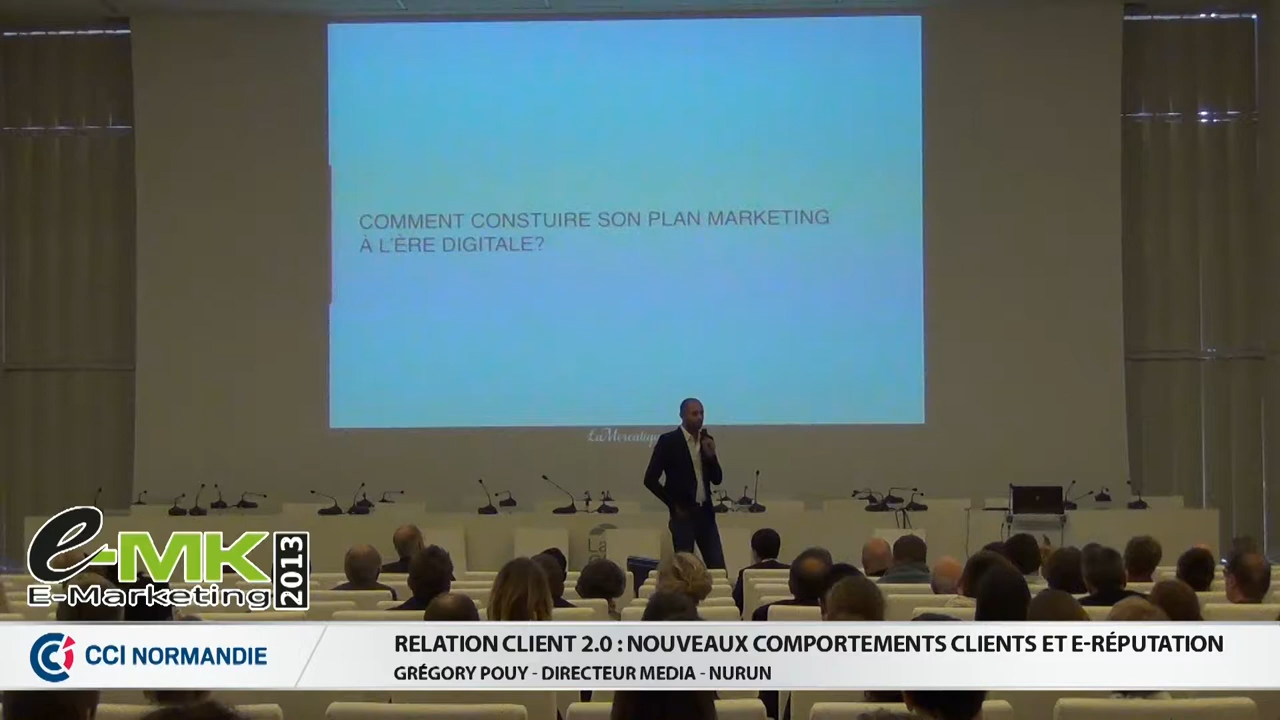 COMMENT CONSTUIRE SON PLAN MARKETING
À L'ÈRE DIGITALE?
La
e-MK
E-Marketing
2013
CCI NORMANDIE
RELATION CLIENT 2.0 : NOUVEAUX COMPORTEMENTS CLIENTS ET E-RÉPUTATION
GRÉGORY POUY - DIRECTEUR MEDIA - NURUN